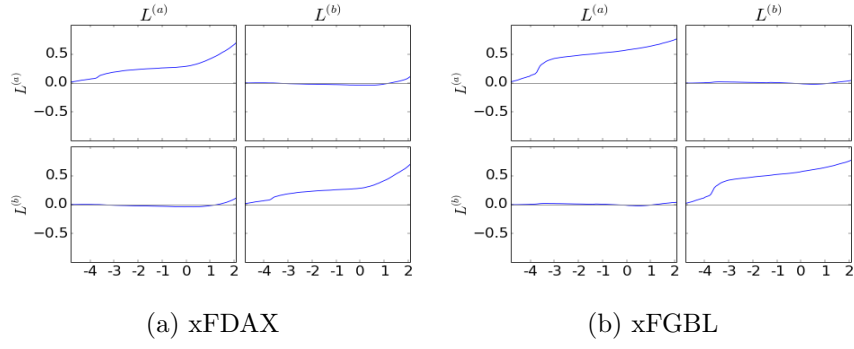 L^(a) L^(b) L^(a) L^(b)
L^(a) 0.5 0.0 −0.5 L^(a) 0.5 0.0 −0.5
L^(b) 0.5 0.0 −0.5 L^(b) 0.5 0.0 −0.5
-4 -3 -2 -1 0 1 2 -4 -3 -2 -1 0 1 2 -4 -3 -2 -1 0 1 2 -4 -3 -2 -1 0 1 2
(a) xFDAX (b) xFGBL